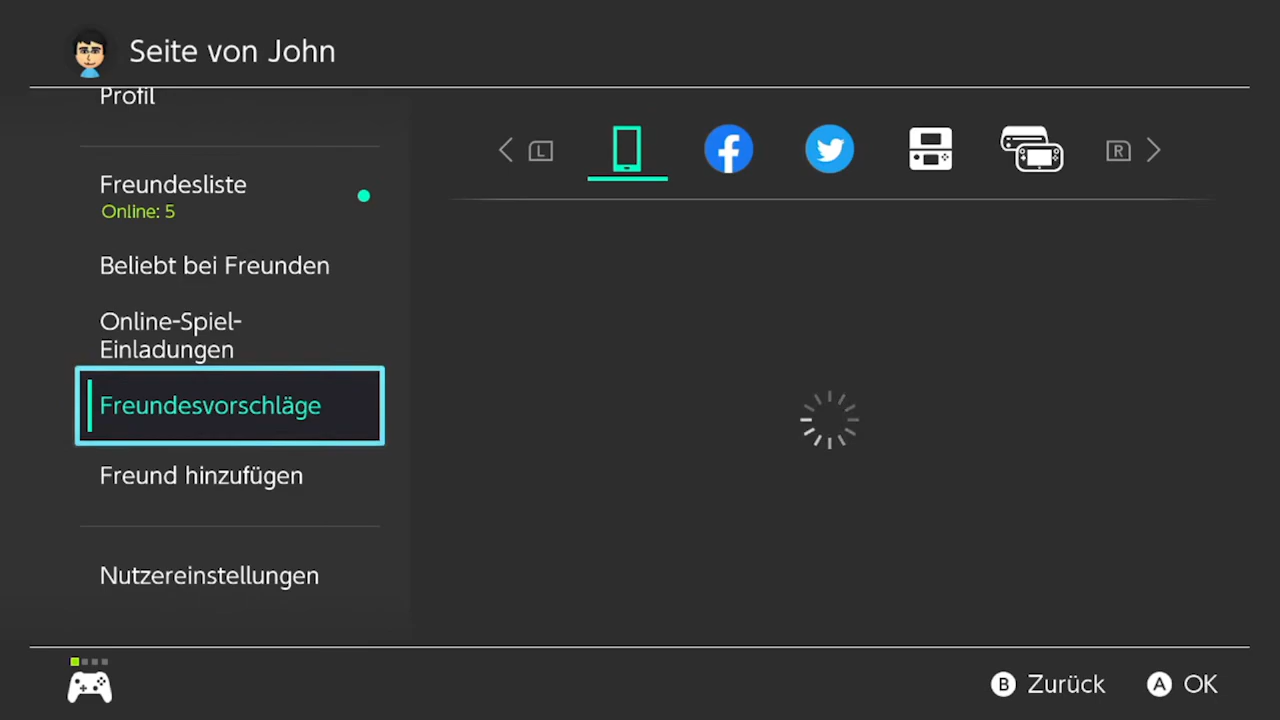 Seite von John
Profil
Freundesliste
Online: 5
Beliebt bei Freunden
Online-Spiel-
Einladungen
Freundesvorschläge
Freund hinzufügen
Nutzereinstellungen
L
R
B Zurück
A OK